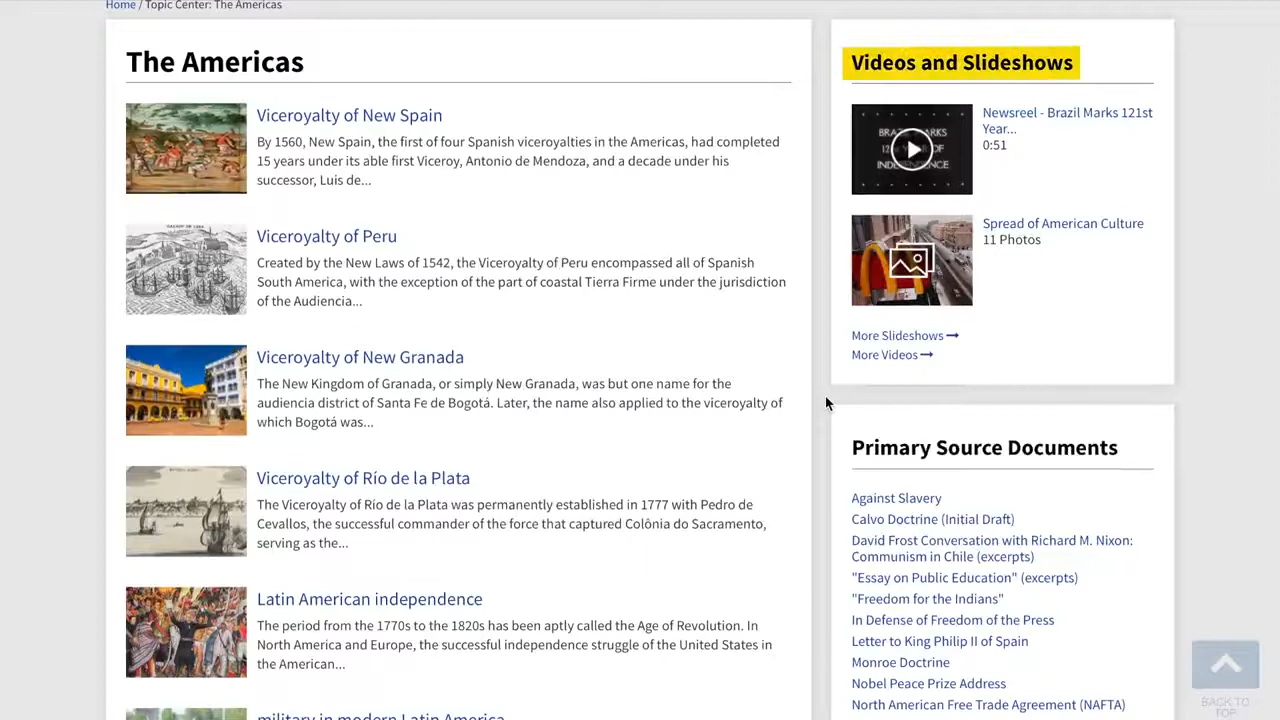 Home / Topic Center: The Americas
The Americas
Viceroyalty of New Spain
By 1560, New Spain, the first of four Spanish viceroyalties in the Americas, had completed
15 years under its able first Viceroy, Antonio de Mendoza, and a decade under his
successor, Luis de...
Viceroyalty of Peru
Created by the New Laws of 1542, the Viceroyalty of Peru encompassed all of Spanish
South America, with the exception of the part of coastal Tierra Firme under the jurisdiction
of the Audiencia...
Viceroyalty of New Granada
The New Kingdom of Granada, or simply New Granada, was but one name for the
audiencia district of Santa Fe de Bogotá. Later, the name also applied to the viceroyalty of
which Bogotá was...
Viceroyalty of Río de la Plata
The Viceroyalty of Río de la Plata was permanently established in 1777 with Pedro de
Cevallos, the successful commander of the force that captured Colônia do Sacramento,
serving as the...
Latin American independence
The period from the 1770s to the 1820s has been aptly called the Age of Revolution. In
North America and Europe, the successful independence struggle of the United States in
the American...
military in modern Latin America
Videos and Slideshows
BRAZIL MARKS
YEAR OF
INDEPENDENCE
Newsreel - Brazil Marks 121st
Year...
0:51
Spread of American Culture
11 Photos
More Slideshows
More Videos
Primary Source Documents
Against Slavery
Calvo Doctrine (Initial Draft)
David Frost Conversation with Richard M. Nixon:
Communism in Chile (excerpts)
"Essay on Public Education" (excerpts)
"Freedom for the Indians"
In Defense of Freedom of the Press
Letter to King Philip II of Spain
Monroe Doctrine
Nobel Peace Prize Address
North American Free Trade Agreement (NAFTA)
BACK TO
TOP